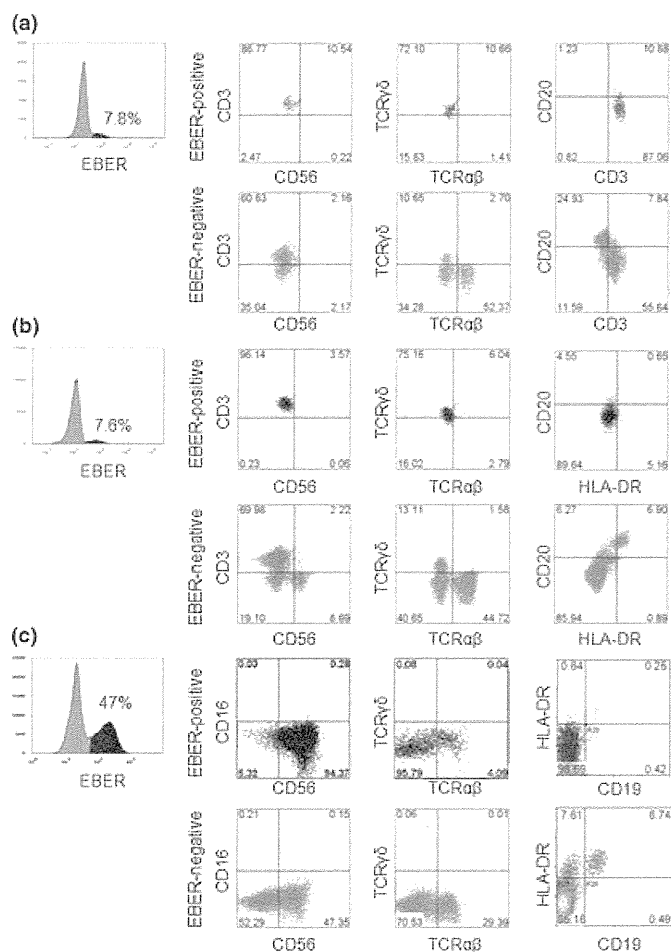 (a)
7.8%
EBER
EBER-positive
CD3
86.77 10.54
2.47 0.22
CD56
TCRγδ
72.10 10.66
15.83 1.41
TCRαβ
CD20
1.23 10.88
0.82 87.06
CD3
EBER-negative
CD3
60.63 2.16
35.04 2.17
CD56
TCRγδ
10.65 2.70
34.28 52.37
TCRαβ
CD20
24.93 7.84
11.59 55.64
CD3
(b)
7.6%
EBER
EBER-positive
CD3
96.14 3.57
0.23 0.06
CD56
TCRγδ
75.16 6.04
16.02 2.79
TCRαβ
CD20
4.55 0.65
89.64 5.16
HLA-DR
EBER-negative
CD3
69.98 2.22
19.10 8.69
CD56
TCRγδ
13.11 1.56
40.65 44.72
TCRαβ
CD20
6.27 6.90
85.94 0.89
HLA-DR
(c)
47%
EBER
EBER-positive
CD16
0.03 0.28
5.32 94.37
CD56
TCRγδ
0.08 0.04
95.79 4.09
TCRαβ
HLA-DR
0.64 0.25
0.42
CD19
EBER-negative
CD16
0.21 0.15
52.29 47.35
CD56
TCRγδ
0.06 0.01
70.53 29.39
TCRαβ
HLA-DR
7.61 6.74
0.49
CD19